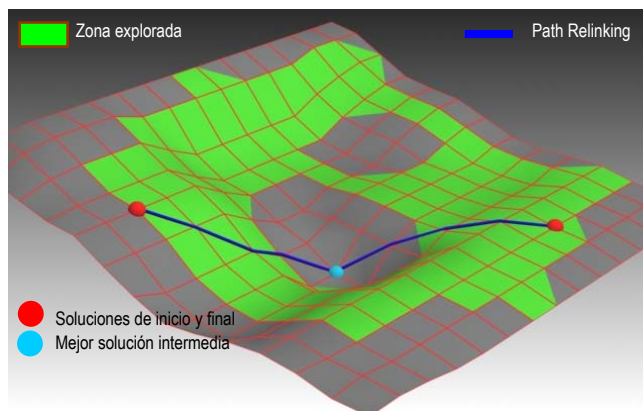 Zona explorada
Path Relinking
Soluciones de inicio y final
Mejor solución intermedia